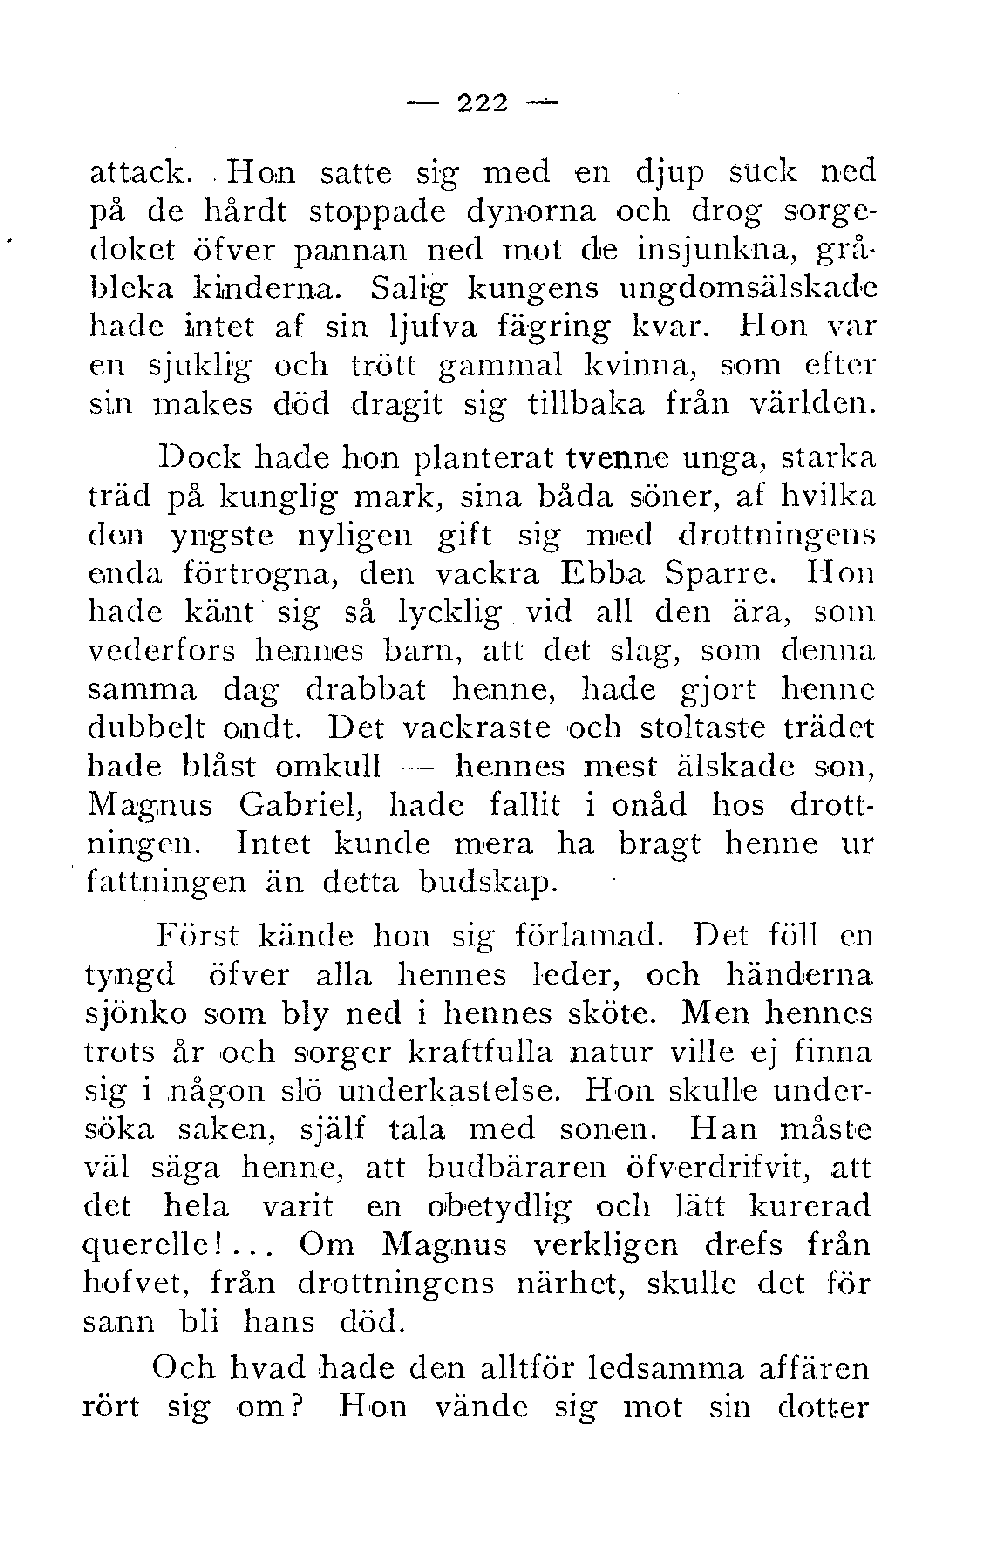 — 222 —
attack. Hon satte sig med en djup suck ned
på de hårdt stoppade dynorna och drog sorge-
doket öfver pannan ned mot de insjunkna, grå-
bleka kinderna. Salig kungens ungdomsälskade
hade intet af sin ljufva fägring kvar. Hon var
en sjuklig och trött gammal kvinna, som efter
sin makes död dragit sig tillbaka från världen.
Dock hade hon planterat tvenne unga, starka
träd på kunglig mark, sina båda söner, af hvilka
den yngste nyligen gift sig med drottningens
enda förtrogna, den vackra Ebba Sparre. Hon
hade känt sig så lycklig vid all den ära, som
vederfors hennes barn, att det slag, som denna
samma dag drabbat henne, hade gjort henne
dubbelt ondt. Det vackraste och stoltaste trädet
hade blåst omkull — hennes mest älskade son,
Magnus Gabriel, hade fallit i onåd hos drott-
ningen. Intet kunde mera ha bragt henne ur
fattningen än detta budskap.
Först kände hon sig förlamad. Det föll en
tyngd öfver alla hennes leder, och händerna
sjönko som bly ned i hennes sköte. Men hennes
trots år och sorger kraftfulla natur ville ej finna
sig i någon slö underkastelse. Hon skulle under-
söka saken, själf tala med sonen. Han måste
väl säga henne, att budbäraren öfverdrifvit, att
det hela varit en obetydlig och lätt kurerad
querelle! ... Om Magnus verkligen drefs från
hofvet, från drottningens närhet, skulle det för
sann bli hans död.
Och hvad hade den alltför ledsamma affären
rört sig om? Hon vände sig mot sin dotter